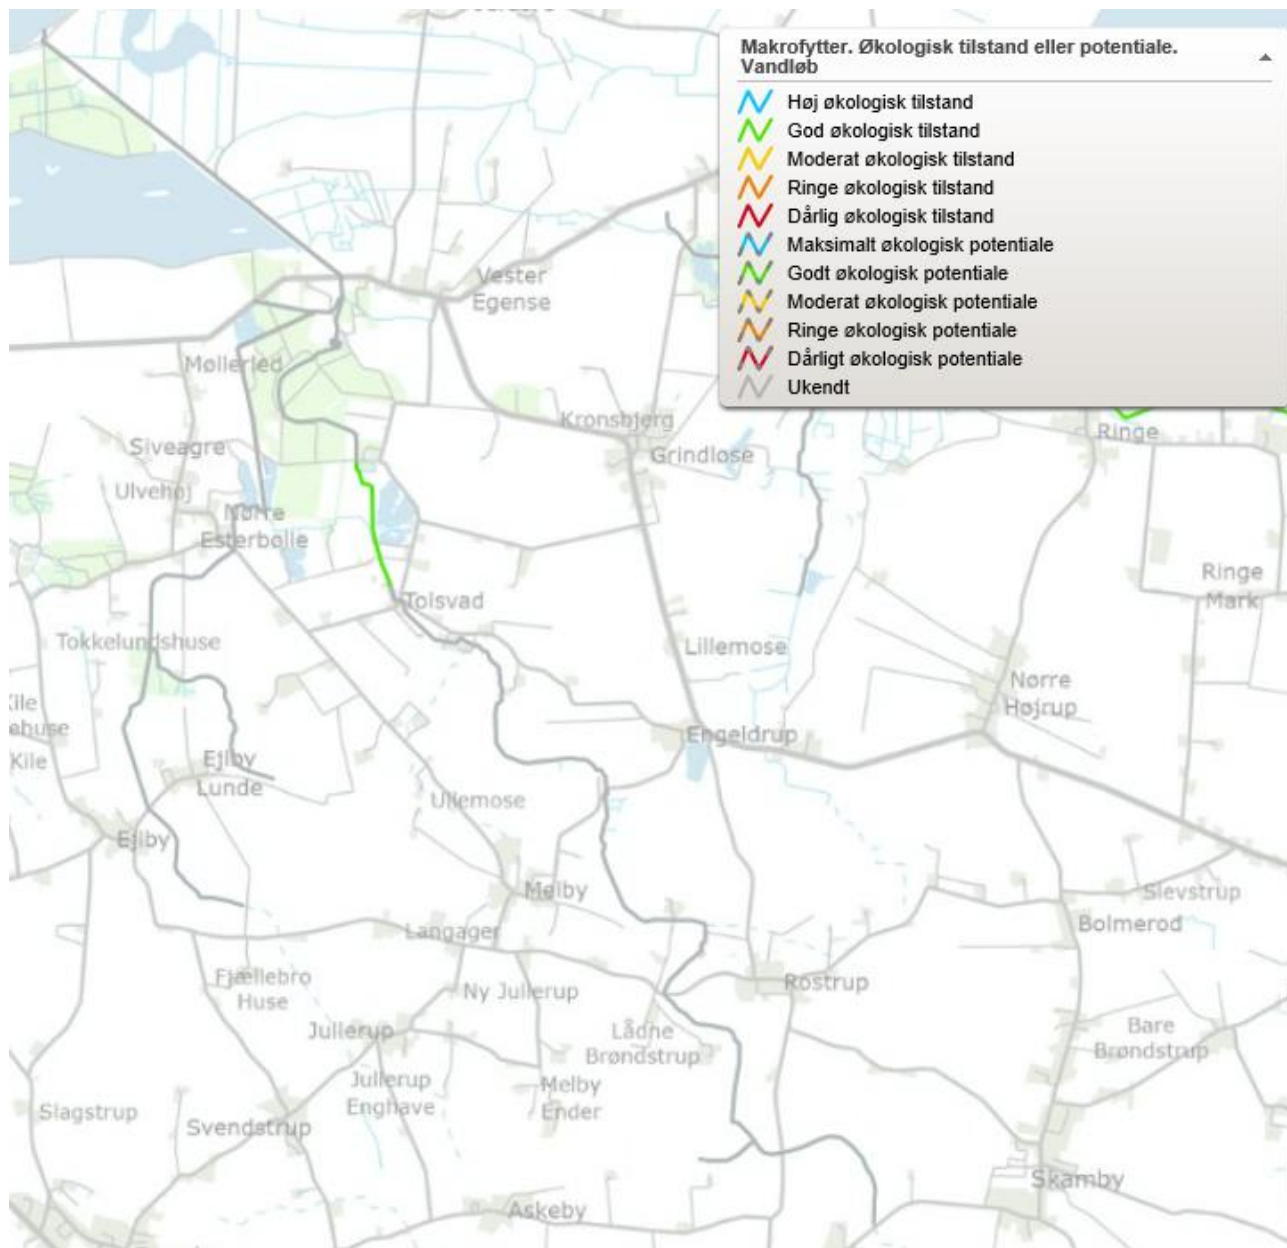 Makrofytter. Økologisk tilstand eller potentiale.
Vandløb
Høj økologisk tilstand
God økologisk tilstand
Moderat økologisk tilstand
Ringe økologisk tilstand
Dårlig økologisk tilstand
Maksimalt økologisk potentiale
Godt økologisk potentiale
Moderat økologisk potentiale
Ringe økologisk potentiale
Dårligt økologisk potentiale
Ukendt
Vester
Egense
Møllerled
Kronsbjerg
Ringe
Siveagre
Grindløse
Ulvehøj
Nørre
Esterbølle
Ringe
Mark
Tolsvad
Tokkelundshuse
Lillemose
Nørre
Højrup
Engeldrup
Kile
Ejlby
Lunde
Ullemose
Ejlby
Melby
Slevstrup
Bolmerod
Langager
Fjællebro
Huse
Ny Jullerup
Rostrup
Jullerup
Lådne
Brøndstrup
Bare
Brøndstrup
Jullerup
Enghave
Melby
Ender
Slagstrup
Svendstrup
Skamby
Askeby